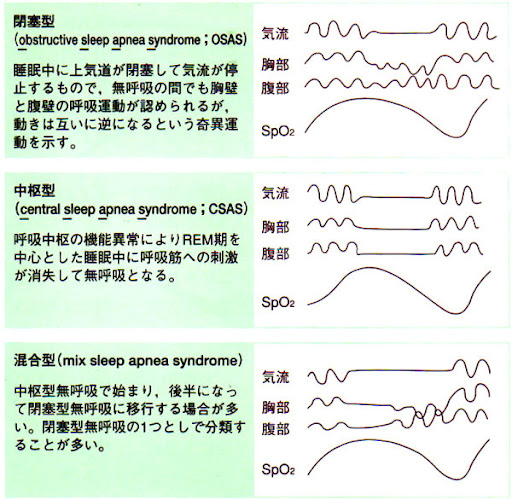 閉塞型
(obstructive sleep apnea syndrome；OSAS)
睡眠中に上気道が閉塞して気流が停
止するもので，無呼吸の間でも胸壁
と腹壁の呼吸運動が認められるが，
動きは互いに逆になるという奇異運
動を示す。
気流
胸部
腹部
SpO2
中枢型
(central sleep apnea syndrome；CSAS)
呼吸中枢の機能異常によりREM期を
中心とした睡眠中に呼吸筋への刺激
が消失して無呼吸となる。
気流
胸部
腹部
SpO2
混合型(mix sleep apnea syndrome)
中枢型無呼吸で始まり，後半になっ
て閉塞型無呼吸に移行する場合が多
い。閉塞型無呼吸の1つとして分類す
ることが多い。
気流
胸部
腹部
SpO2